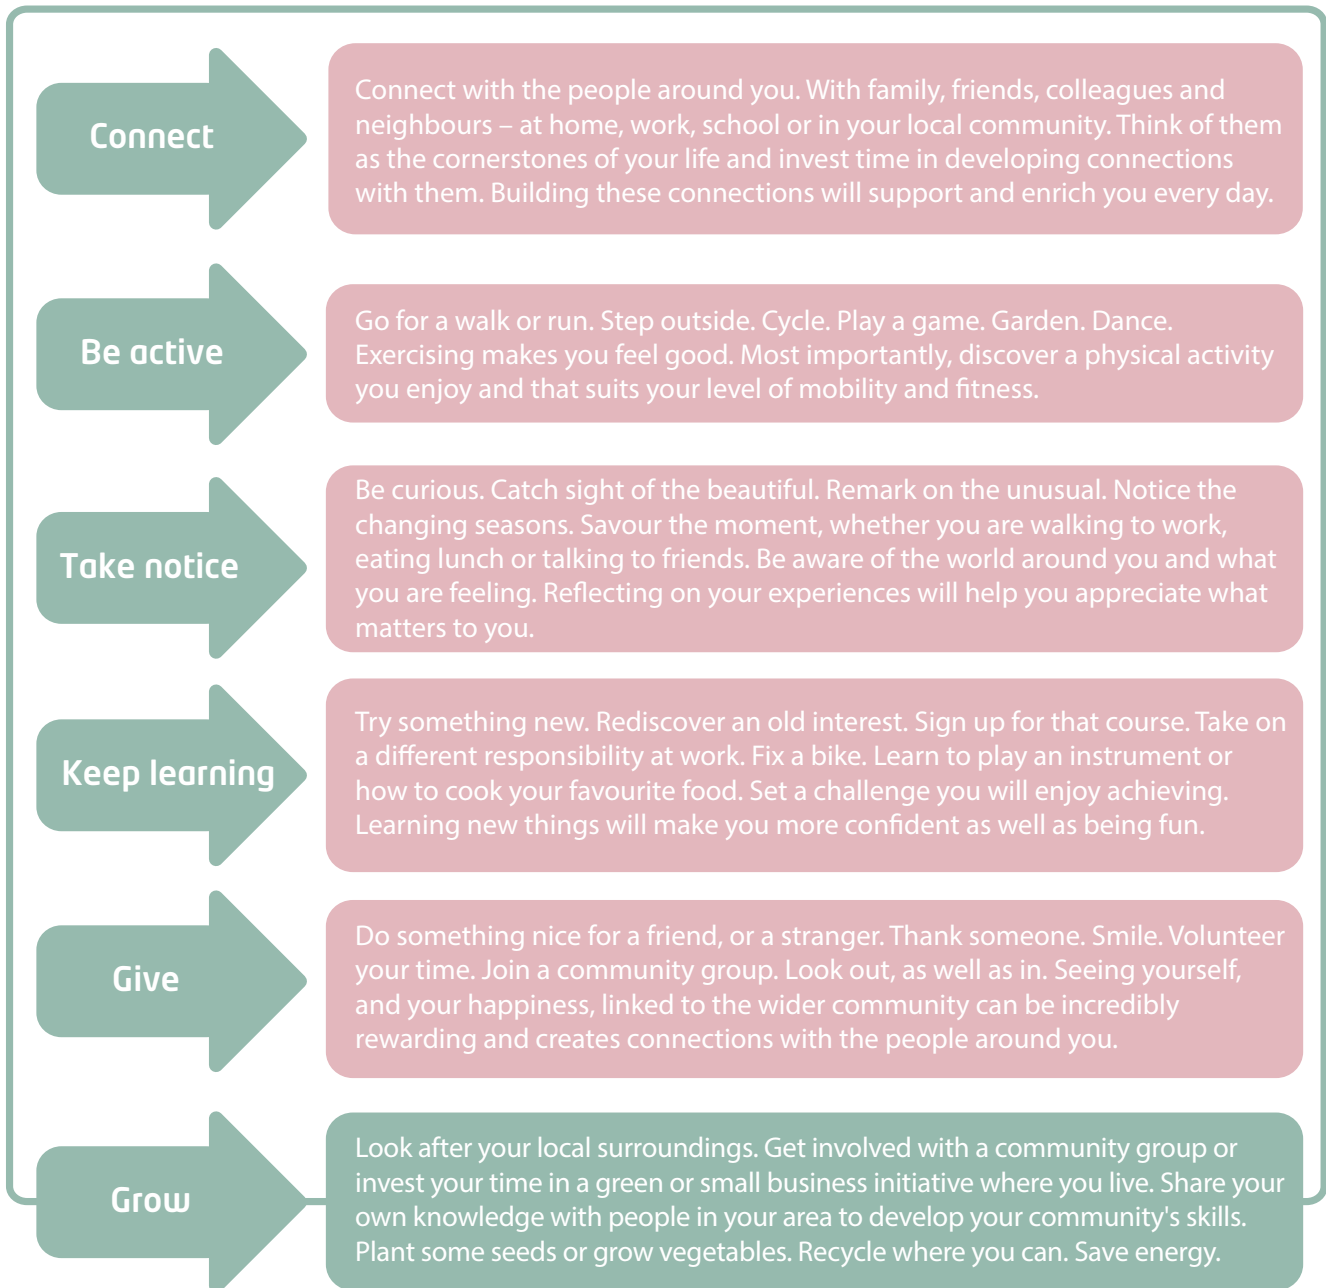 Connect
Connect with the people around you. With family, friends, colleagues and
neighbours – at home, work, school or in your local community. Think of them
as the cornerstones of your life and invest time in developing connections
with them. Building these connections will support and enrich you every day.
Be active
Go for a walk or run. Step outside. Cycle. Play a game. Garden. Dance.
Exercising makes you feel good. Most importantly, discover a physical activity
you enjoy and that suits your level of mobility and fitness.
Take notice
Be curious. Catch sight of the beautiful. Remark on the unusual. Notice the
changing seasons. Savour the moment, whether you are walking to work,
eating lunch or talking to friends. Be aware of the world around you and what
you are feeling. Reflecting on your experiences will help you appreciate what
matters to you.
Keep learning
Try something new. Rediscover an old interest. Sign up for that course. Take on
a different responsibility at work. Fix a bike. Learn to play an instrument or
how to cook your favourite food. Set a challenge you will enjoy achieving.
Learning new things will make you more confident as well as being fun.
Give
Do something nice for a friend, or a stranger. Thank someone. Smile. Volunteer
your time. Join a community group. Look out, as well as in. Seeing yourself,
and your happiness, linked to the wider community can be incredibly
rewarding and creates connections with the people around you.
Grow
Look after your local surroundings. Get involved with a community group or
invest your time in a green or small business initiative where you live. Share your
own knowledge with people in your area to develop your community's skills.
Plant some seeds or grow vegetables. Recycle where you can. Save energy.